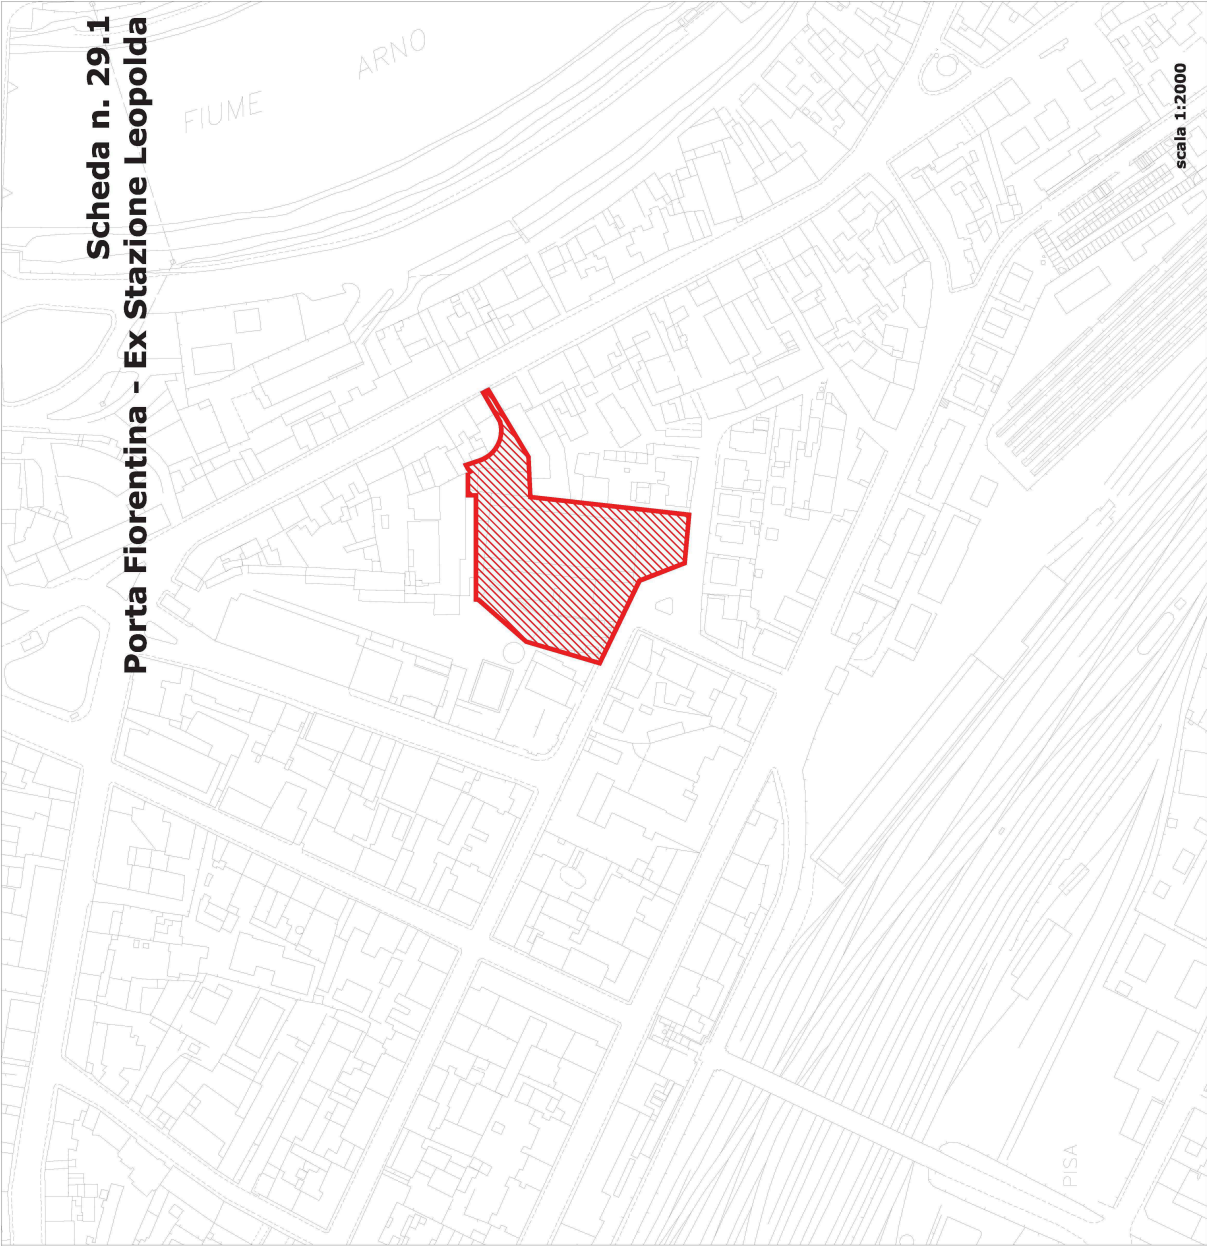 Scheda n. 29.1
Porta Fiorentina - Ex Stazione Leopolda
scala 1:2000
FIUME ARNO
PISA